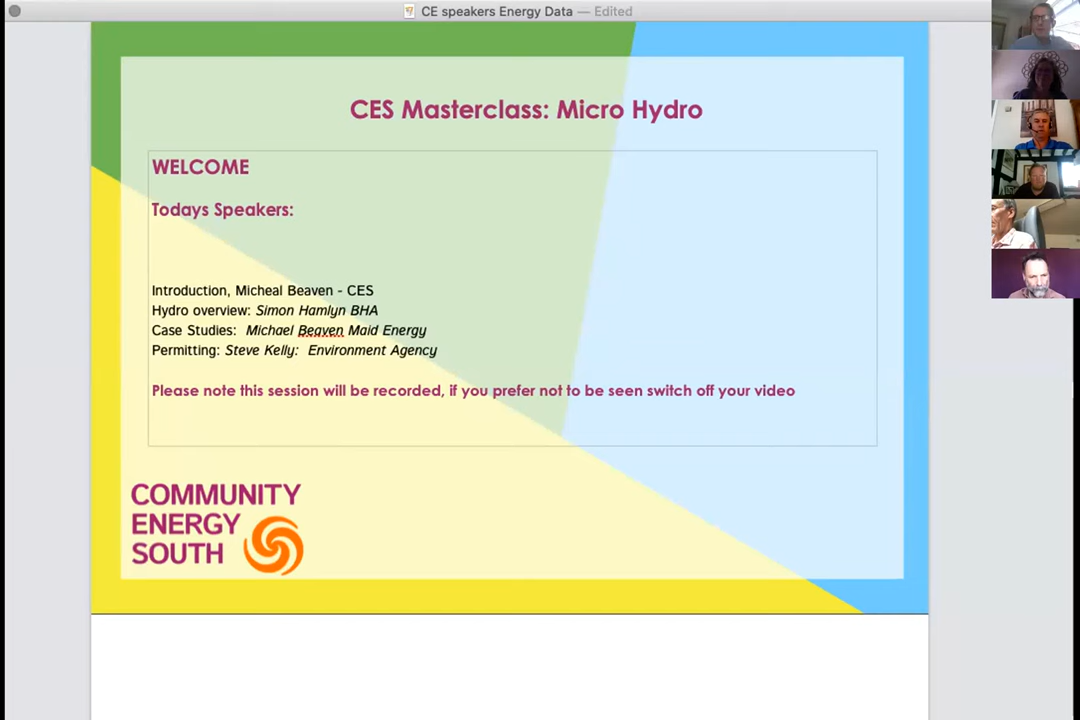 CE speakers Energy Data — Edited
CES Masterclass: Micro Hydro
WELCOME
Todays Speakers:
Introduction, Micheal Beaven - CES
Hydro overview: Simon Hamlyn BHA
Case Studies: Michael Beaven Maid Energy
Permitting: Steve Kelly: Environment Agency
Please note this session will be recorded, if you prefer not to be seen switch off your video
COMMUNITY
ENERGY
SOUTH